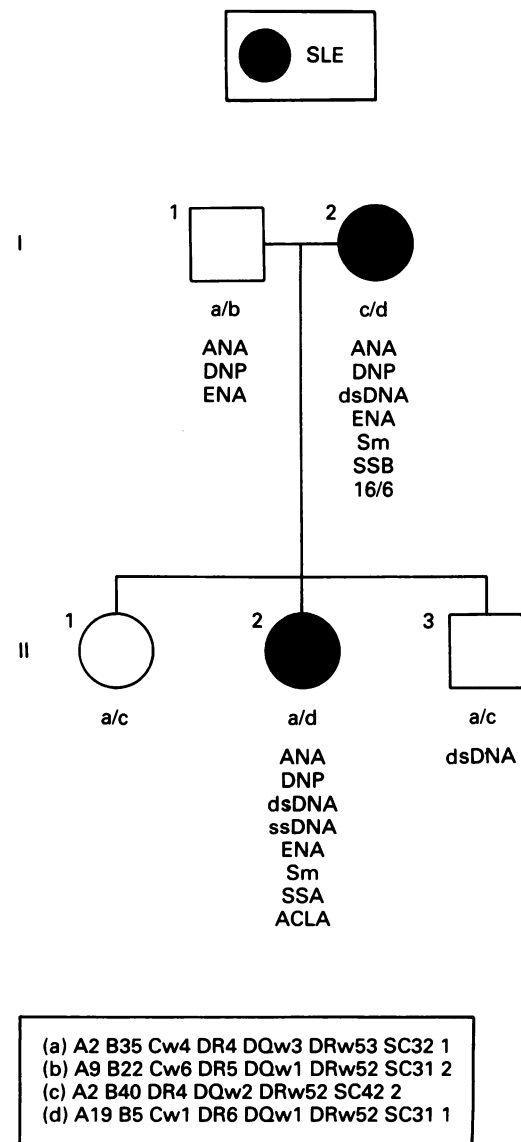 SLE
I
1
2
a/b
c/d
ANA
DNP
ENA
ANA
DNP
dsDNA
ENA
Sm
SSB
16/6
II
1
2
3
a/c
a/d
a/c
ANA
DNP
dsDNA
ssDNA
ENA
Sm
SSA
ACLA
dsDNA
(a) A2 B35 Cw4 DR4 DQw3 DRw53 SC32 1
(b) A9 B22 Cw6 DR5 DQw1 DRw52 SC31 2
(c) A2 B40 DR4 DQw2 DRw52 SC42 2
(d) A19 B5 Cw1 DR6 DQw1 DRw52 SC31 1